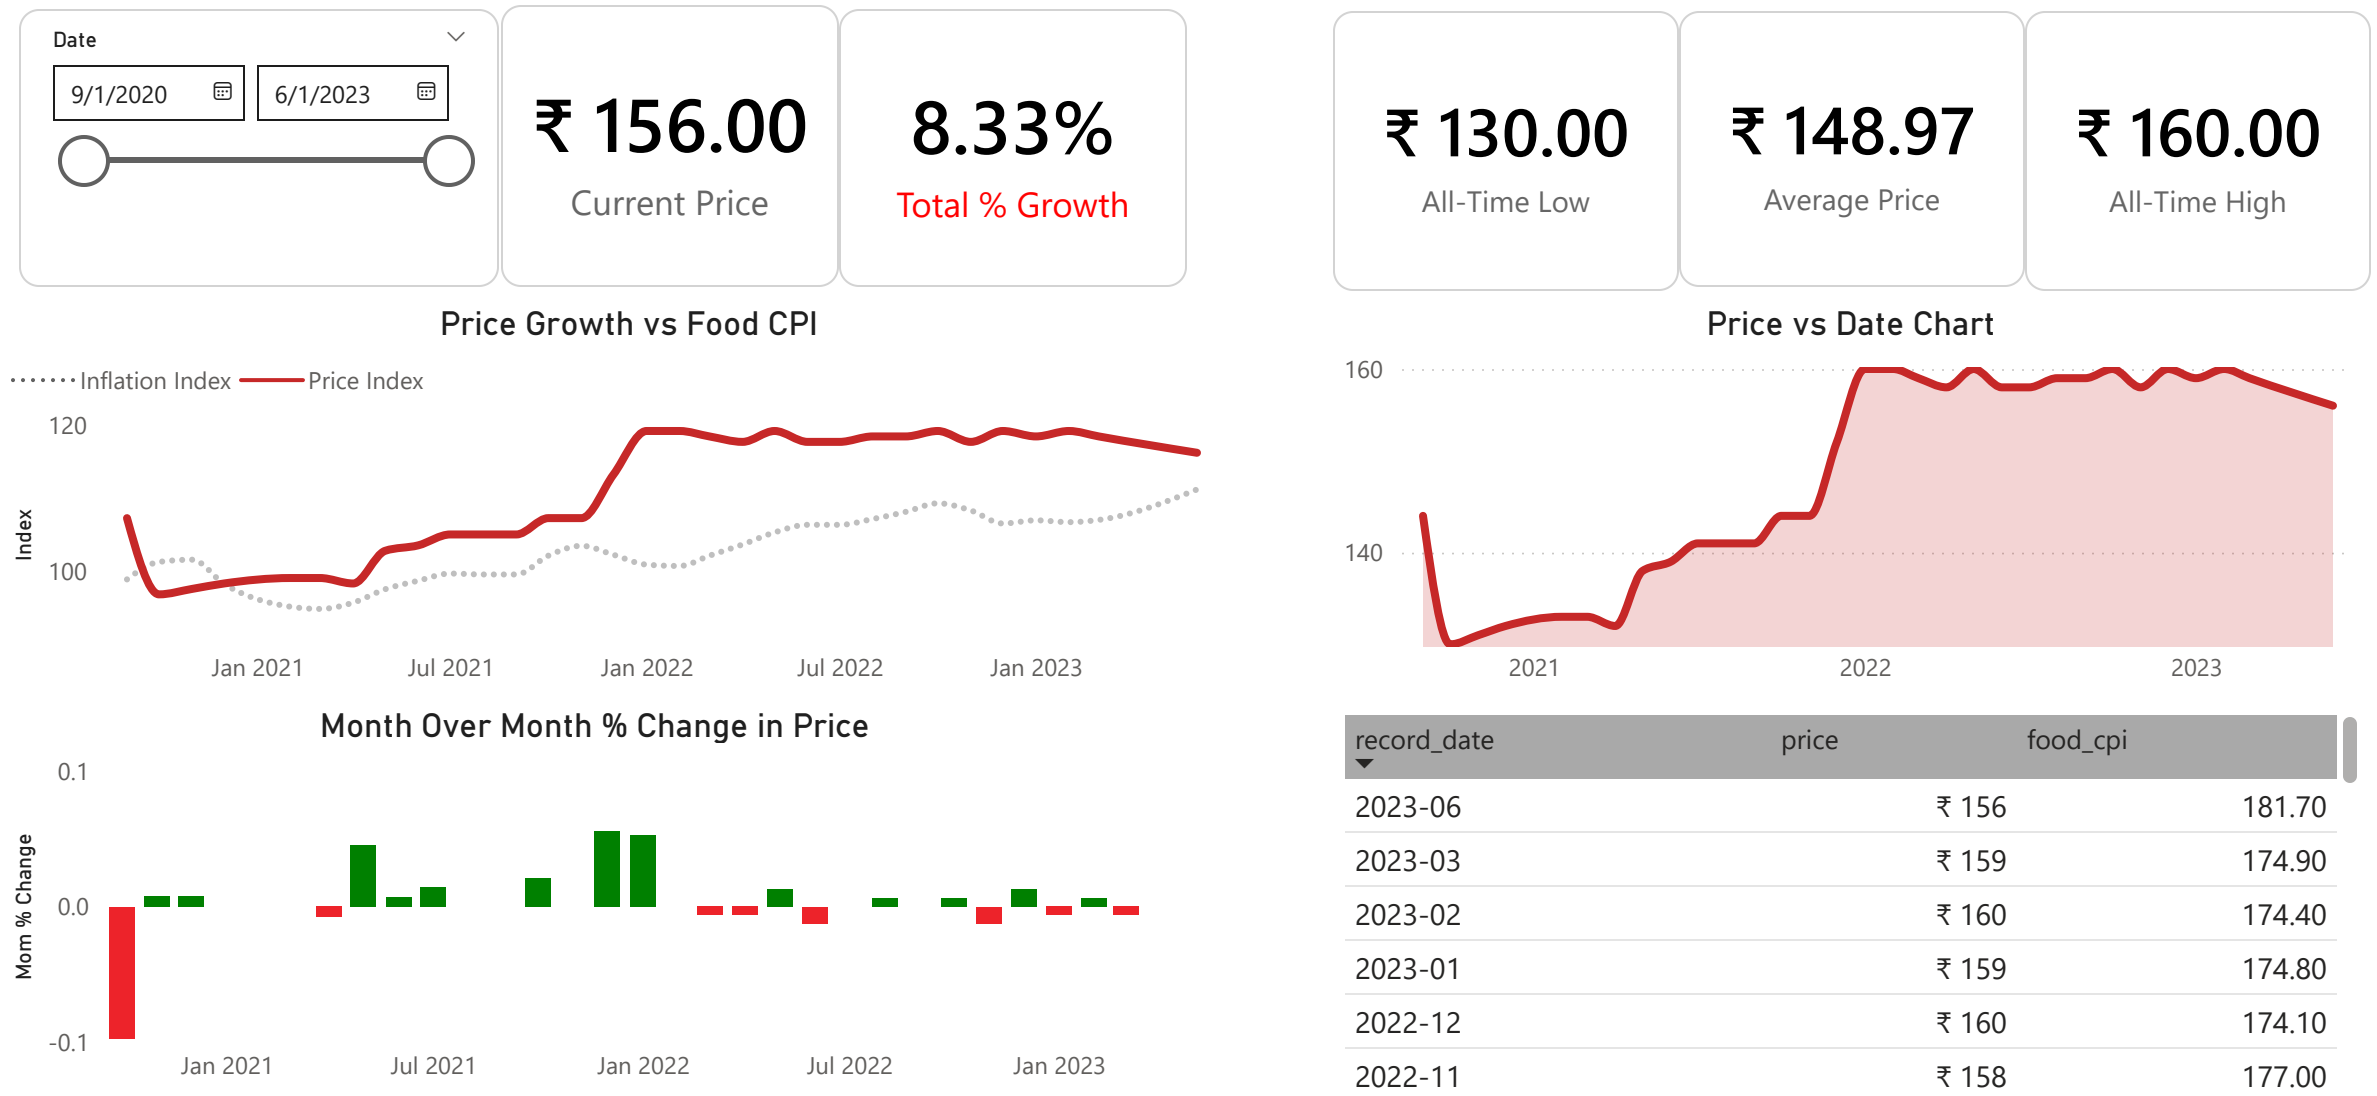 Date
9/1/2020
6/1/2023
₹ 156.00
Current Price
8.33%
Total % Growth
₹ 130.00
All-Time Low
₹ 148.97
Average Price
₹ 160.00
All-Time High
Price Growth vs Food CPI
Inflation Index
Price Index
120
100
Index
Jan 2021
Jul 2021
Jan 2022
Jul 2022
Jan 2023
Price vs Date Chart
160
140
2021
2022
2023
Month Over Month % Change in Price
0.1
0.0
-0.1
Mom % Change
Jan 2021
Jul 2021
Jan 2022
Jul 2022
Jan 2023
record_date price food_cpi
2023-06 ₹ 156 181.70
2023-03 ₹ 159 174.90
2023-02 ₹ 160 174.40
2023-01 ₹ 159 174.80
2022-12 ₹ 160 174.10
2022-11 ₹ 158 177.00